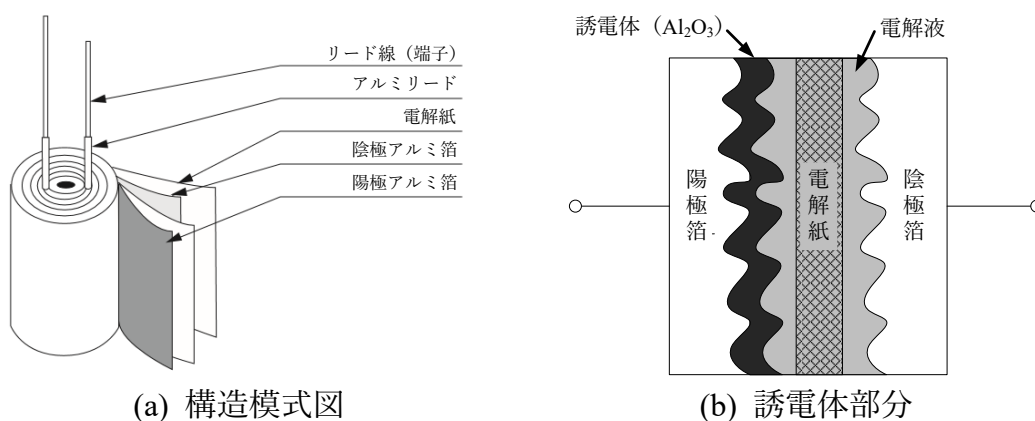 リード線（端子）
アルミリード
電解紙
陰極アルミ箔
陽極アルミ箔
(a) 構造模式図
誘電体（Al₂O₃）
電解液
陽極箔
電解紙
陰極箔
(b) 誘電体部分